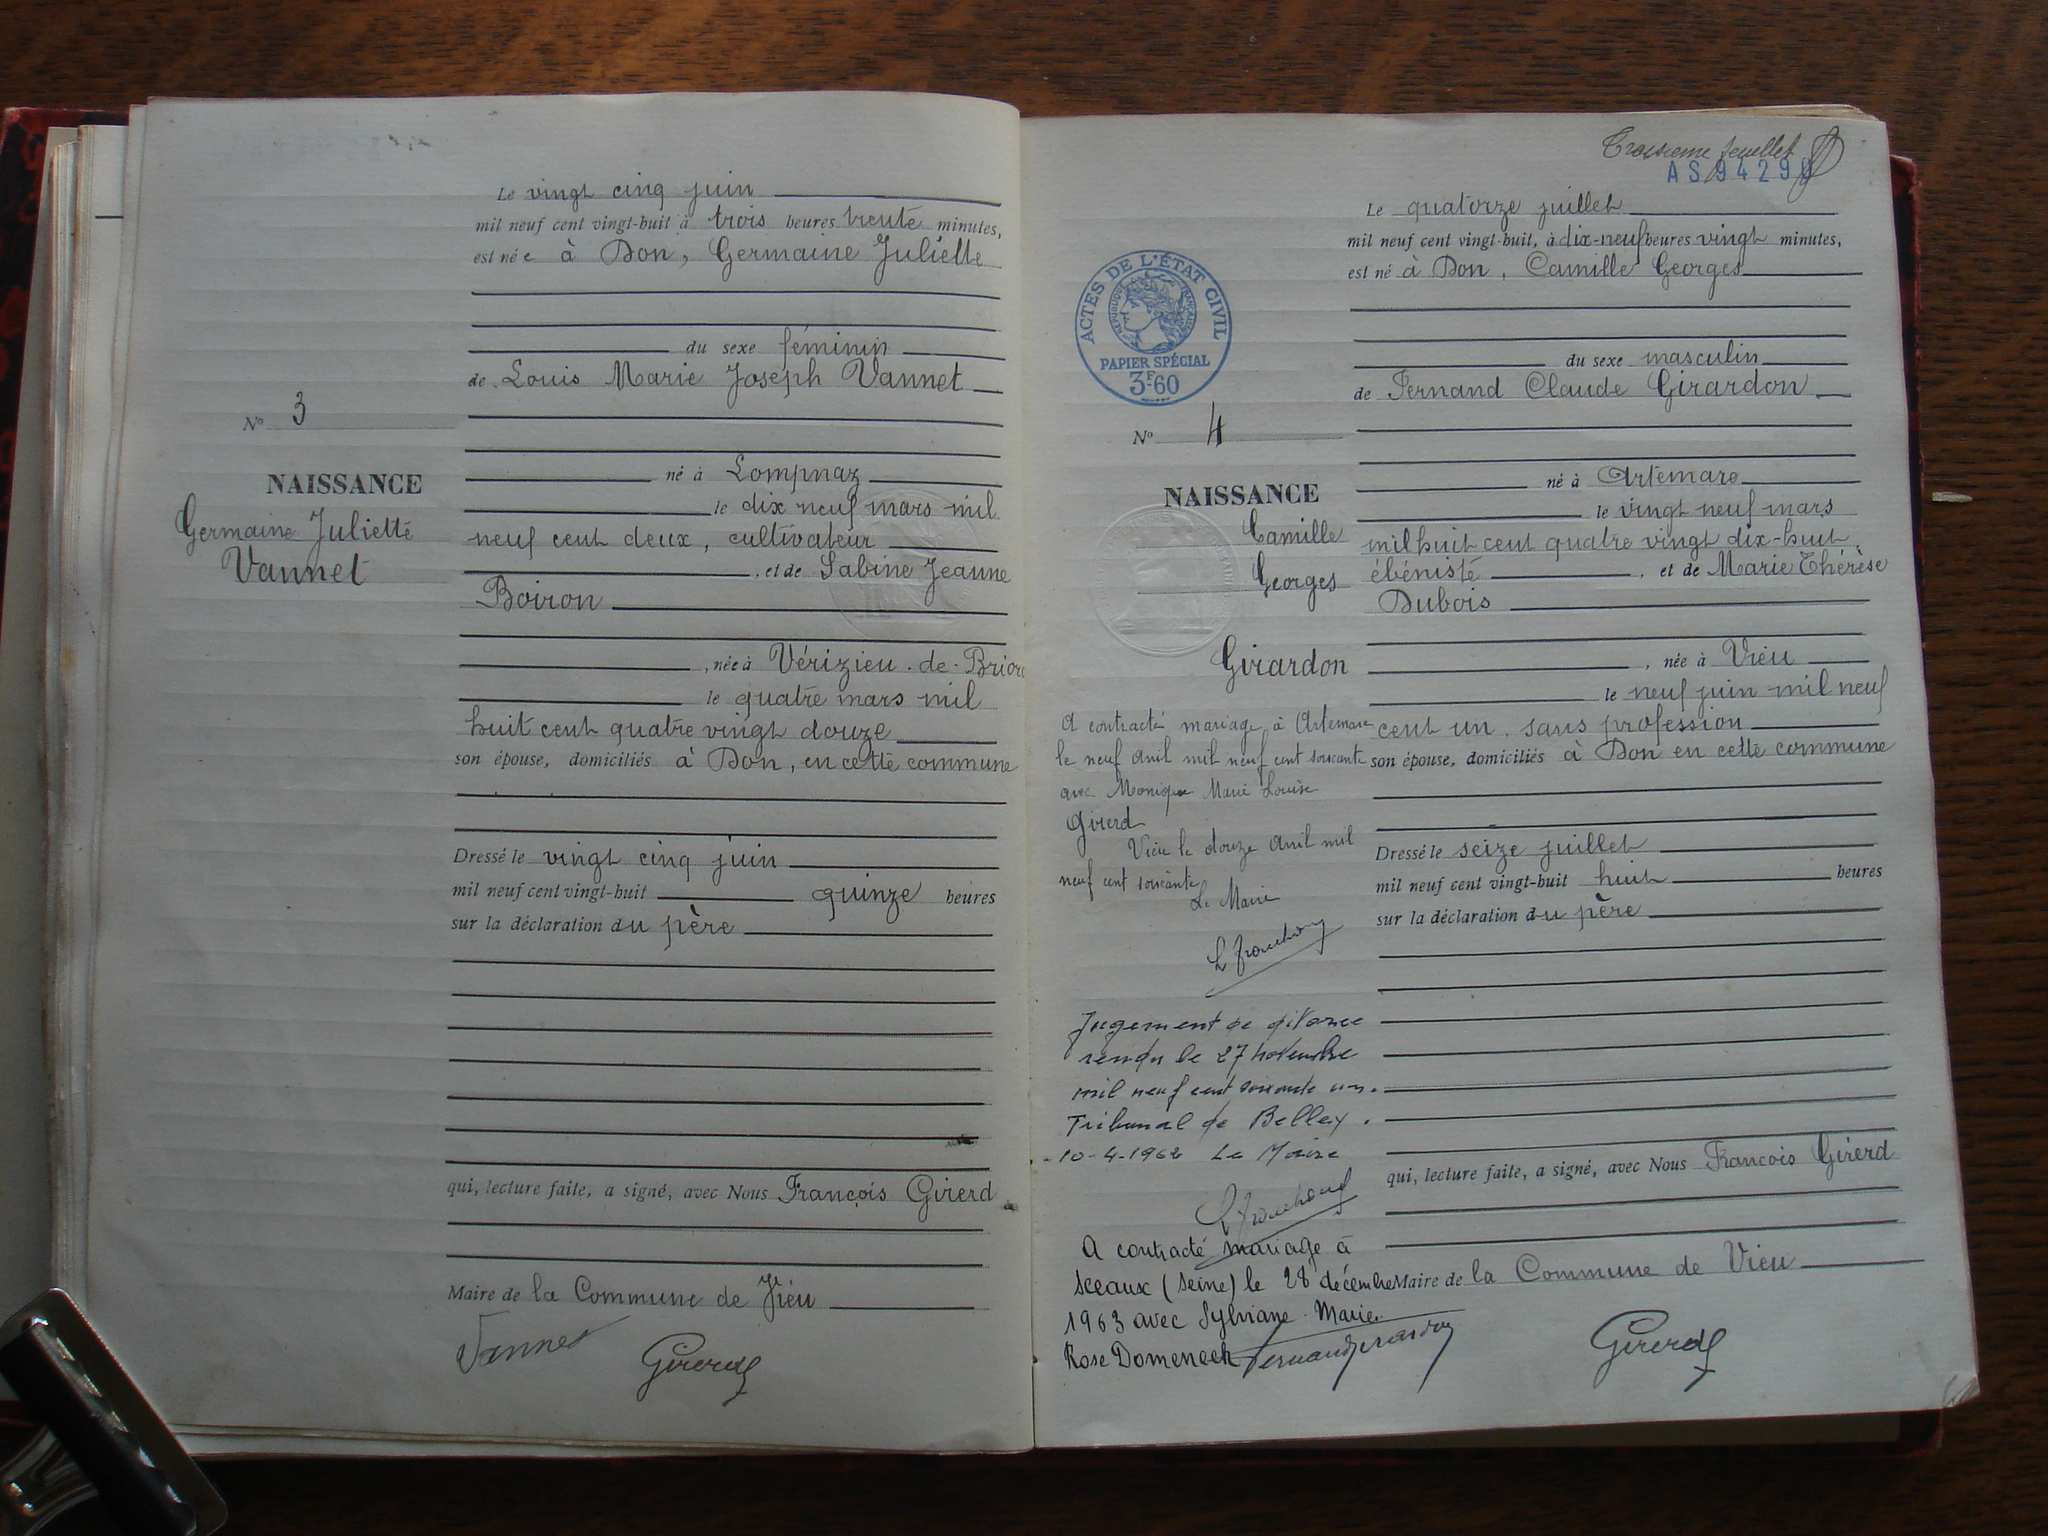 Le vingt cinq juin
mil neuf cent vingt-huit à trois heures trente minutes,
est née à Don, Germaine Juliette
du sexe féminin
de Louis Marie Joseph Vannet
N° 3
né à Lompnaz
NAISSANCE
le dix neuf mars mil
Germaine Juliette
neuf cent deux, cultivateur
Vannet
, et de Sabine Jeanne
Boiron
, née à Vérizieu-de-Briord
le quatre mars mil
huit cent quatre vingt douze
son épouse, domiciliés à Don, en cette commune
Dressé le vingt cinq juin
mil neuf cent vingt-huit quinze heures
sur la déclaration du père
qui, lecture faite, a signé, avec Nous François Girerd
Maire de la Commune de Vieu
Vannet
Girerd
Troisième feuillet
AS 9429
Le quatorze juillet
mil neuf cent vingt-huit, à dix-neuf heures vingt minutes,
est né à Don, Camille Georges
ACTES DE L'ÉTAT CIVIL
RÉPUBLIQUE FRANÇAISE
PAPIER SPÉCIAL
3F60
du sexe masculin
de Fernand Claude Girardon
N° 4
né à Artemare
NAISSANCE
le vingt neuf mars
Camille
mil huit cent quatre vingt dix-huit,
Georges
ébéniste , et de Marie Thérèse
Dubois
Girardon
, née à Vieu
le neuf juin mil neuf
cent un, sans profession
son épouse, domiciliés à Don en cette commune
A contracté mariage à Artemare
le neuf avril mil neuf cent soixante
avec Monique Marie Louise
Girerd
Vieu le douze avril mil
neuf cent soixante
Le Maire
Dressé le seize juillet
mil neuf cent vingt-huit huit heures
sur la déclaration du père
Jugement de divorce
rendu le 27 novembre
mil neuf cent soixante un.
Tribunal de Belley.
10-4-1962 Le Maire
qui, lecture faite, a signé, avec Nous Francois Girerd
A contracté mariage à
Sceaux (Seine) le 28 décembre
1963 avec Sylviane Marie
Rose Domenech
Maire de la Commune de Vieu
Fernand Girardon
Girerd